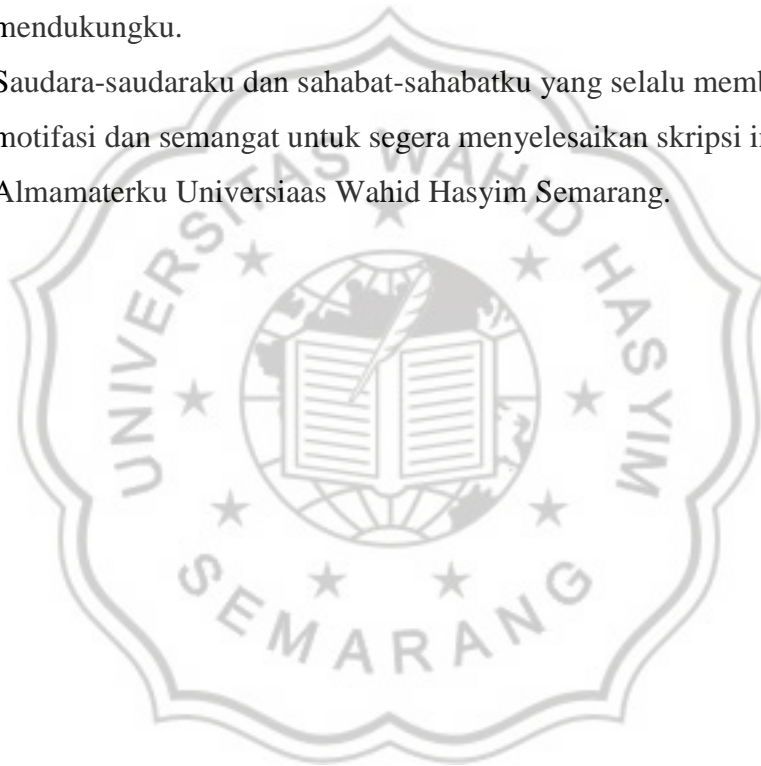 mendukungku.
Saudara-saudaraku dan sahabat-sahabatku yang selalu memb
motifasi dan semangat untuk segera menyelesaikan skripsi in
Almamaterku Universiaas Wahid Hasyim Semarang.
UNIVERSITAS WAHID HASYIM
SEMARANG